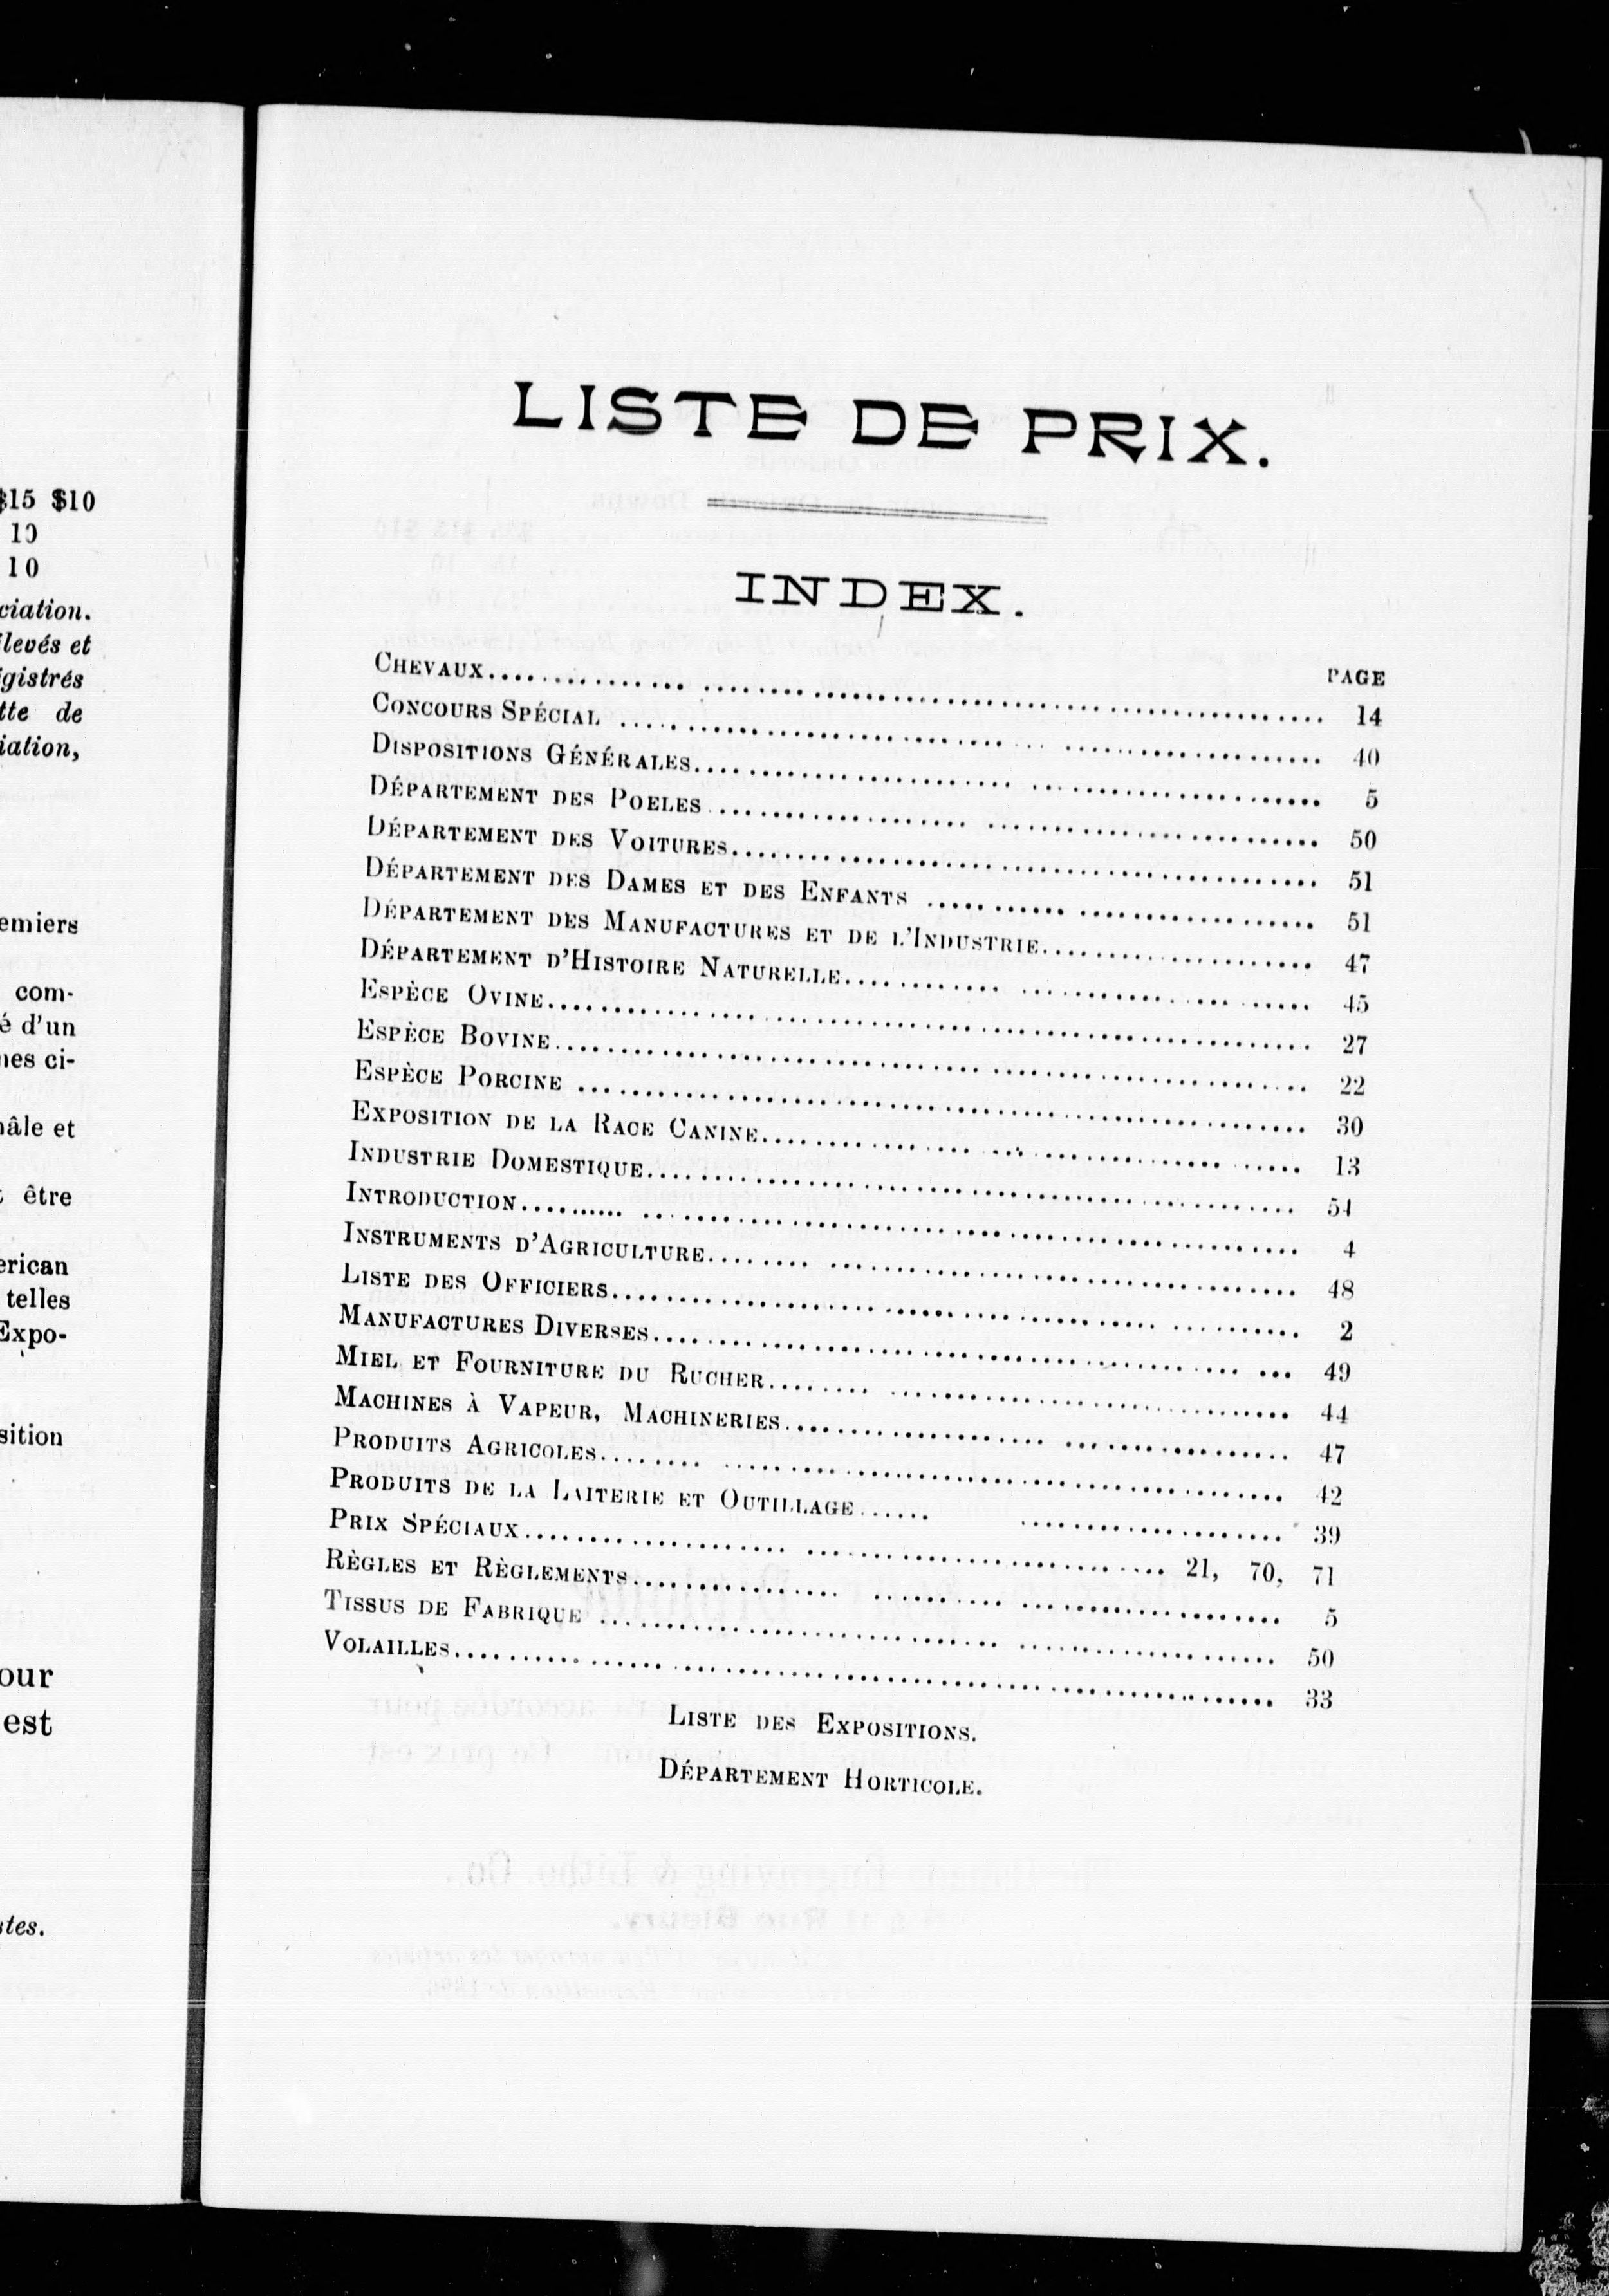 $15 $10
10
10
ciation.
levés et
gistrés
tte de
iation,
emiers
com-
é d'un
nes ci-
âle et
être
erican
telles
Expo-
sition
our
est
tes.
LISTE DE PRIX.
INDEX.
PAGE
CHEVAUX 14
CONCOURS SPÉCIAL 40
DISPOSITIONS GÉNÉRALES 5
DÉPARTEMENT DES POELES 50
DÉPARTEMENT DES VOITURES 51
DÉPARTEMENT DES DAMES ET DES ENFANTS 51
DÉPARTEMENT DES MANUFACTURES ET DE L'INDUSTRIE 47
DÉPARTEMENT D'HISTOIRE NATURELLE 45
ESPÈCE OVINE 27
ESPÈCE BOVINE 22
ESPÈCE PORCINE 30
EXPOSITION DE LA RACE CANINE 13
INDUSTRIE DOMESTIQUE 54
INTRODUCTION 4
INSTRUMENTS D'AGRICULTURE 48
LISTE DES OFFICIERS 2
MANUFACTURES DIVERSES 49
MIEL ET FOURNITURE DU RUCHER 44
MACHINES À VAPEUR, MACHINERIES 47
PRODUITS AGRICOLES 42
PRODUITS DE LA LAITERIE ET OUTILLAGE 39
PRIX SPÉCIAUX 21, 70, 71
RÈGLES ET RÈGLEMENTS 5
TISSUS DE FABRIQUE 50
VOLAILLES 33
LISTE DES EXPOSITIONS.
DÉPARTEMENT HORTICOLE.